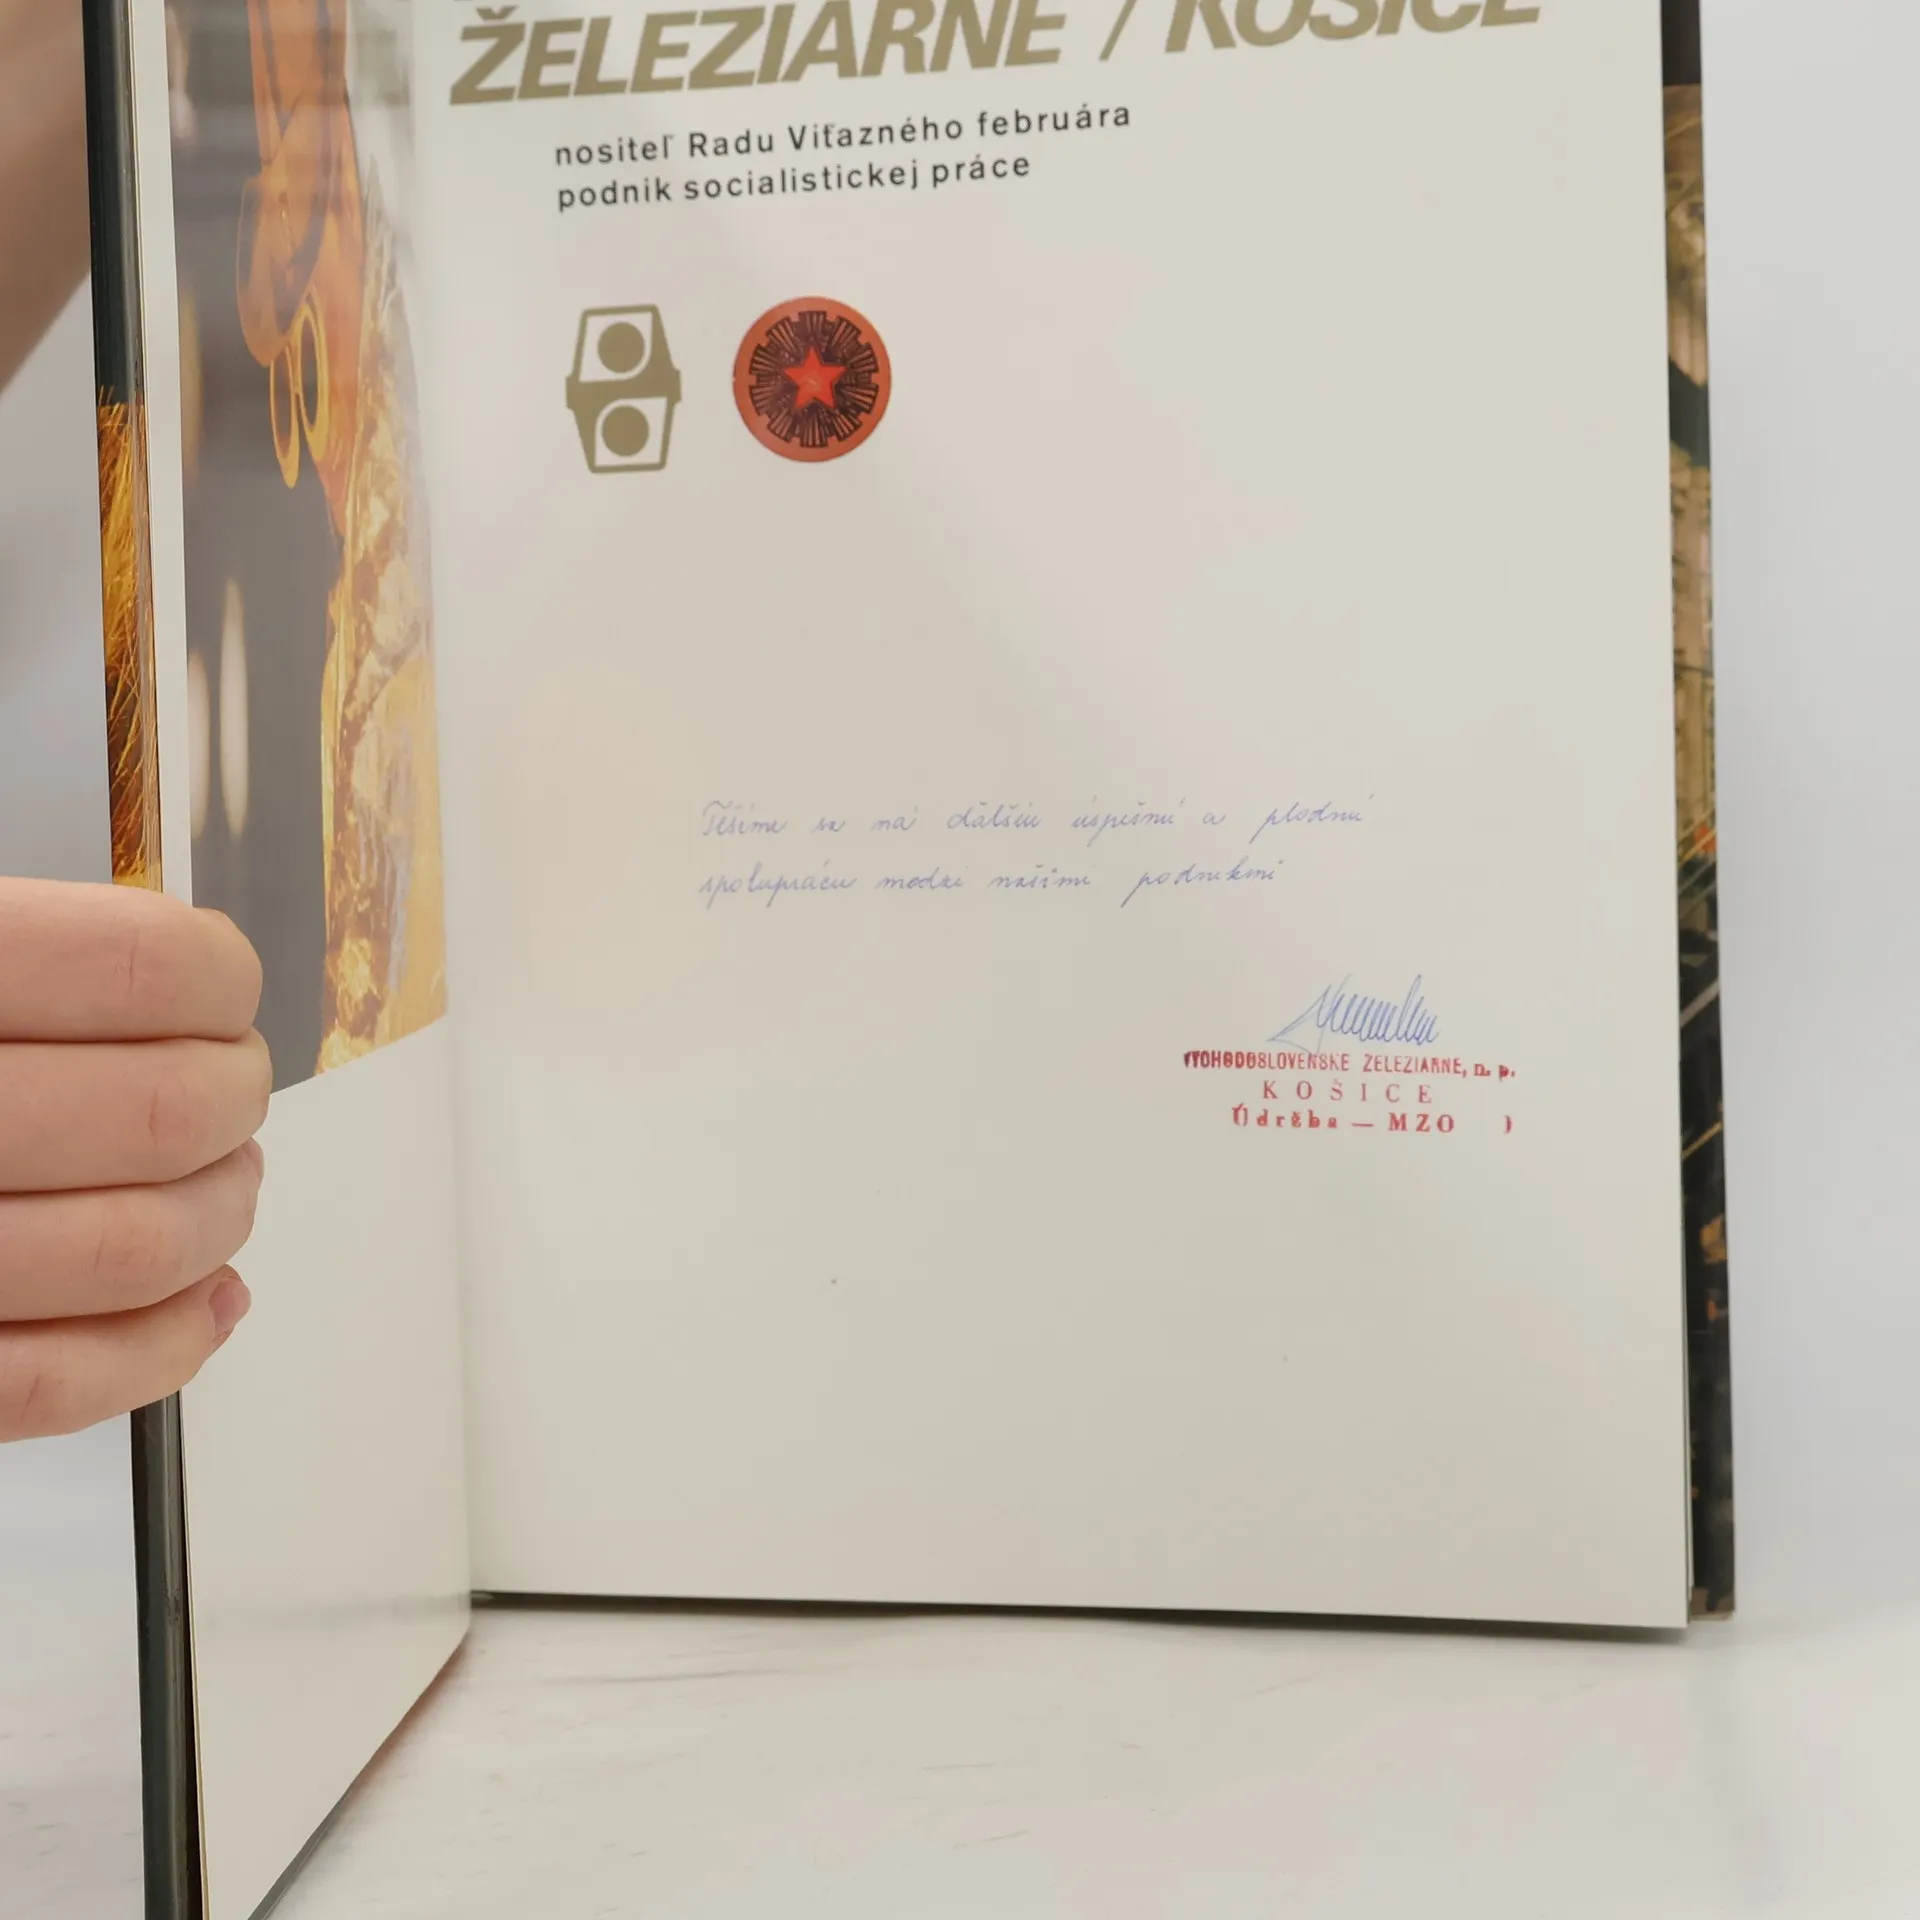 ŽELEZIARNE / KOŠICE
nositeľ Radu Víťazného februára
podnik socialistickej práce
Tešíme sa na ďalšiu úspešnú a plodnú
spoluprácu medzi našimi podnikmi
VÝCHODOSLOVENSKÉ ŽELEZIARNE, n. p.
KOŠICE
Údržba — MZO )